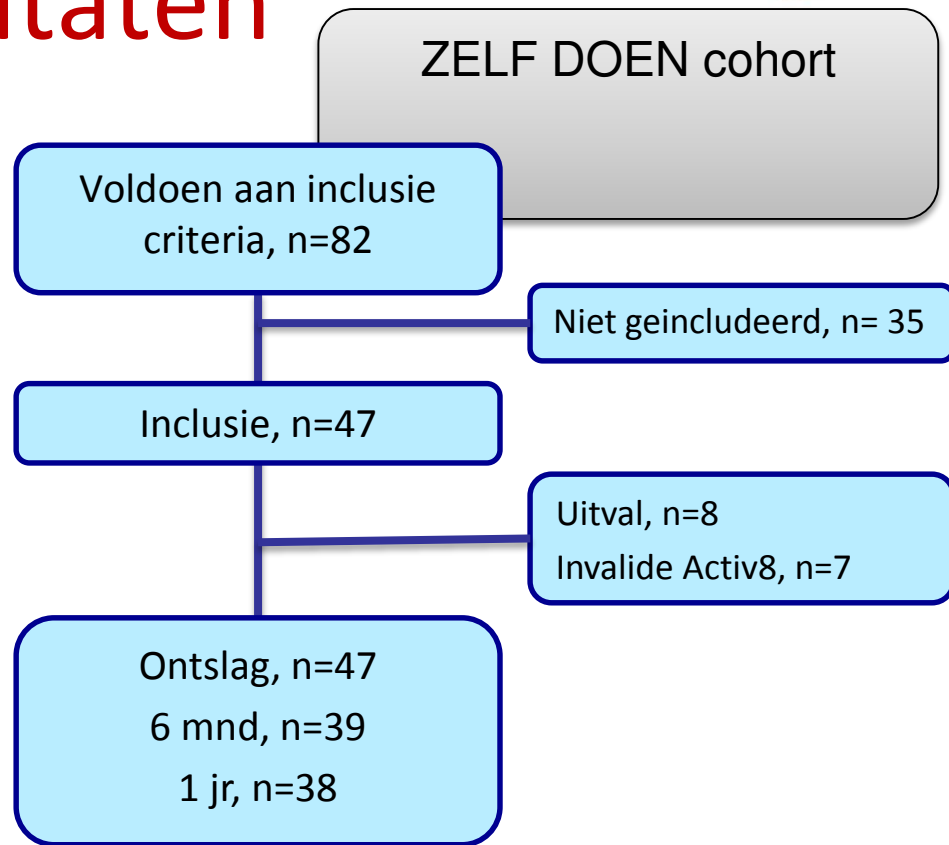 ZELF DOEN cohort
Voldoen aan inclusie
criteria, n=82
Niet geincludeerd, n= 35
Inclusie, n=47
Uitval, n=8
Invalide Activ8, n=7
Ontslag, n=47
6 mnd, n=39
1 jr, n=38